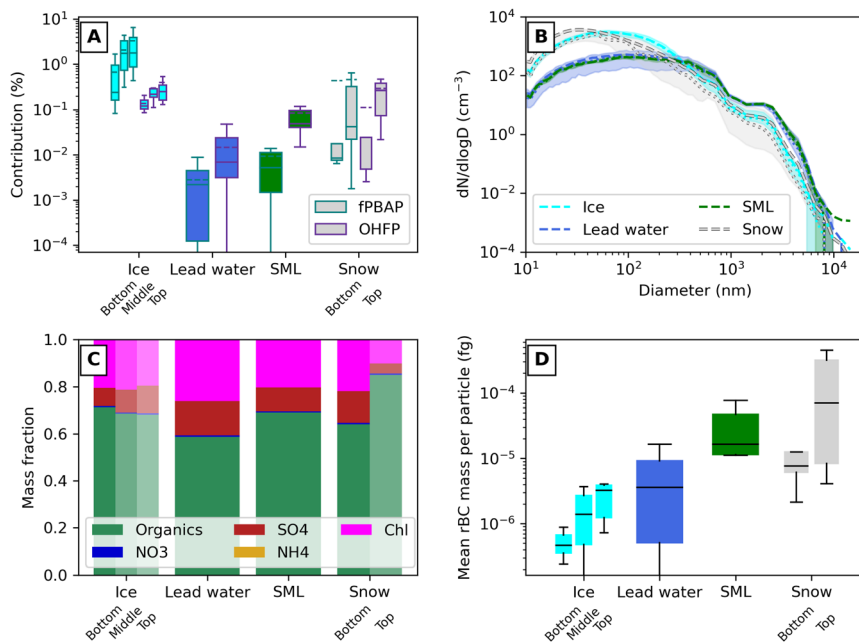 A
Contribution (%)
10^1
10^0
10^-1
10^-2
10^-3
10^-4
fPBAP
OHFP
Ice
Lead water
SML
Snow
Bottom
Middle
Top
Bottom
Top
B
dN/dlogD (cm^-3)
10^4
10^2
10^0
10^-2
10^-4
Ice
Lead water
SML
Snow
10^1
10^2
10^3
10^4
Diameter (nm)
C
Mass fraction
1.0
0.8
0.6
0.4
0.2
0.0
Organics
NO3
SO4
NH4
Chl
Ice
Lead water
SML
Snow
Bottom
Middle
Top
Bottom
Top
D
Mean rBC mass per particle (fg)
10^-4
10^-5
10^-6
Ice
Lead water
SML
Snow
Bottom
Middle
Top
Bottom
Top